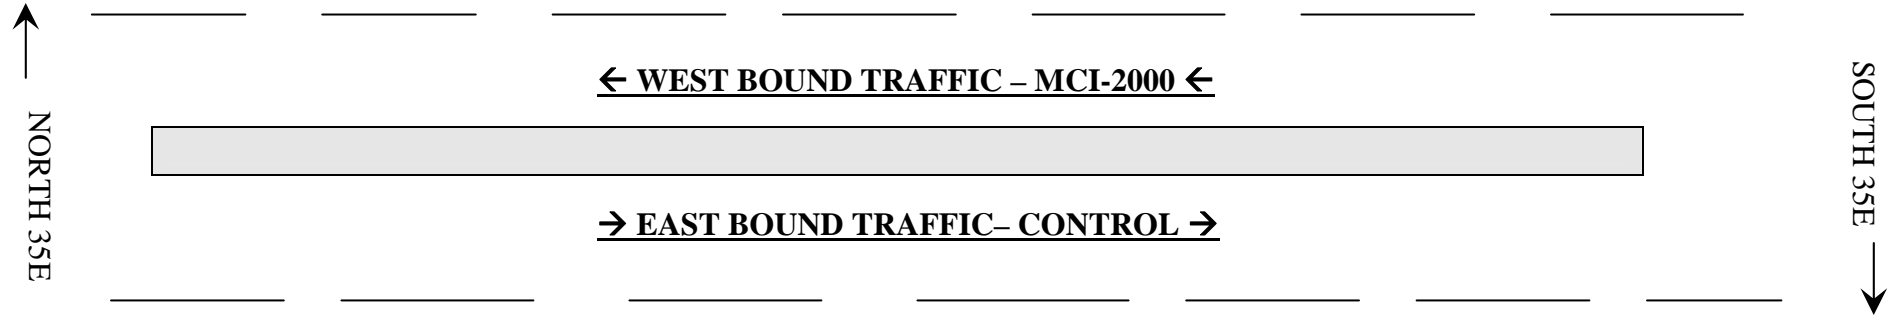 ← WEST BOUND TRAFFIC – MCI-2000 ←
NORTH 35E
SOUTH 35E
→ EAST BOUND TRAFFIC– CONTROL →